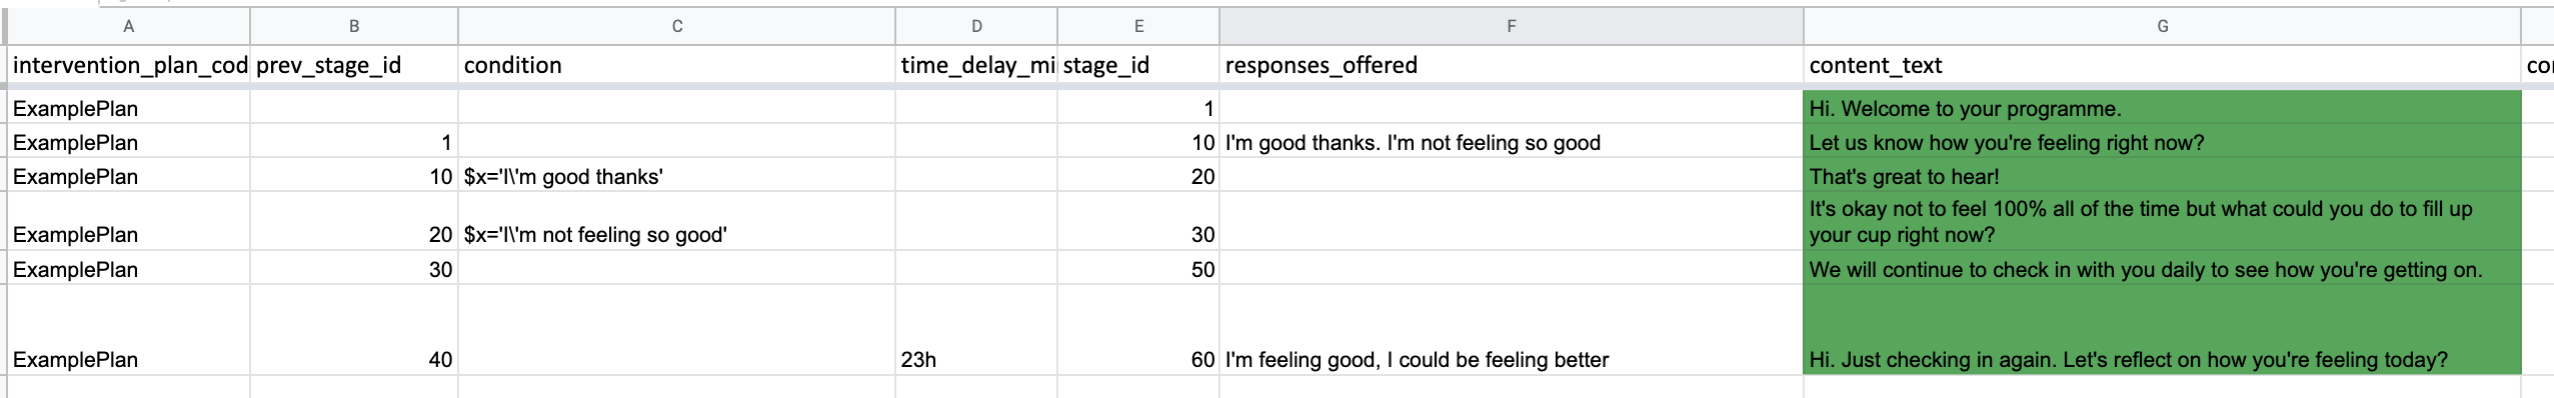 A B C D E F G
intervention_plan_cod prev_stage_id condition time_delay_mi stage_id responses_offered content_text co
ExamplePlan 1 Hi. Welcome to your programme.
ExamplePlan 1 10 I'm good thanks. I'm not feeling so good Let us know how you're feeling right now?
ExamplePlan 10 $x='I\'m good thanks' 20 That's great to hear!
It's okay not to feel 100% all of the time but what could you do to fill up
ExamplePlan 20 $x='I\'m not feeling so good' 30 your cup right now?
ExamplePlan 30 50 We will continue to check in with you daily to see how you're getting on.
ExamplePlan 40 23h 60 I'm feeling good, I could be feeling better Hi. Just checking in again. Let's reflect on how you're feeling today?